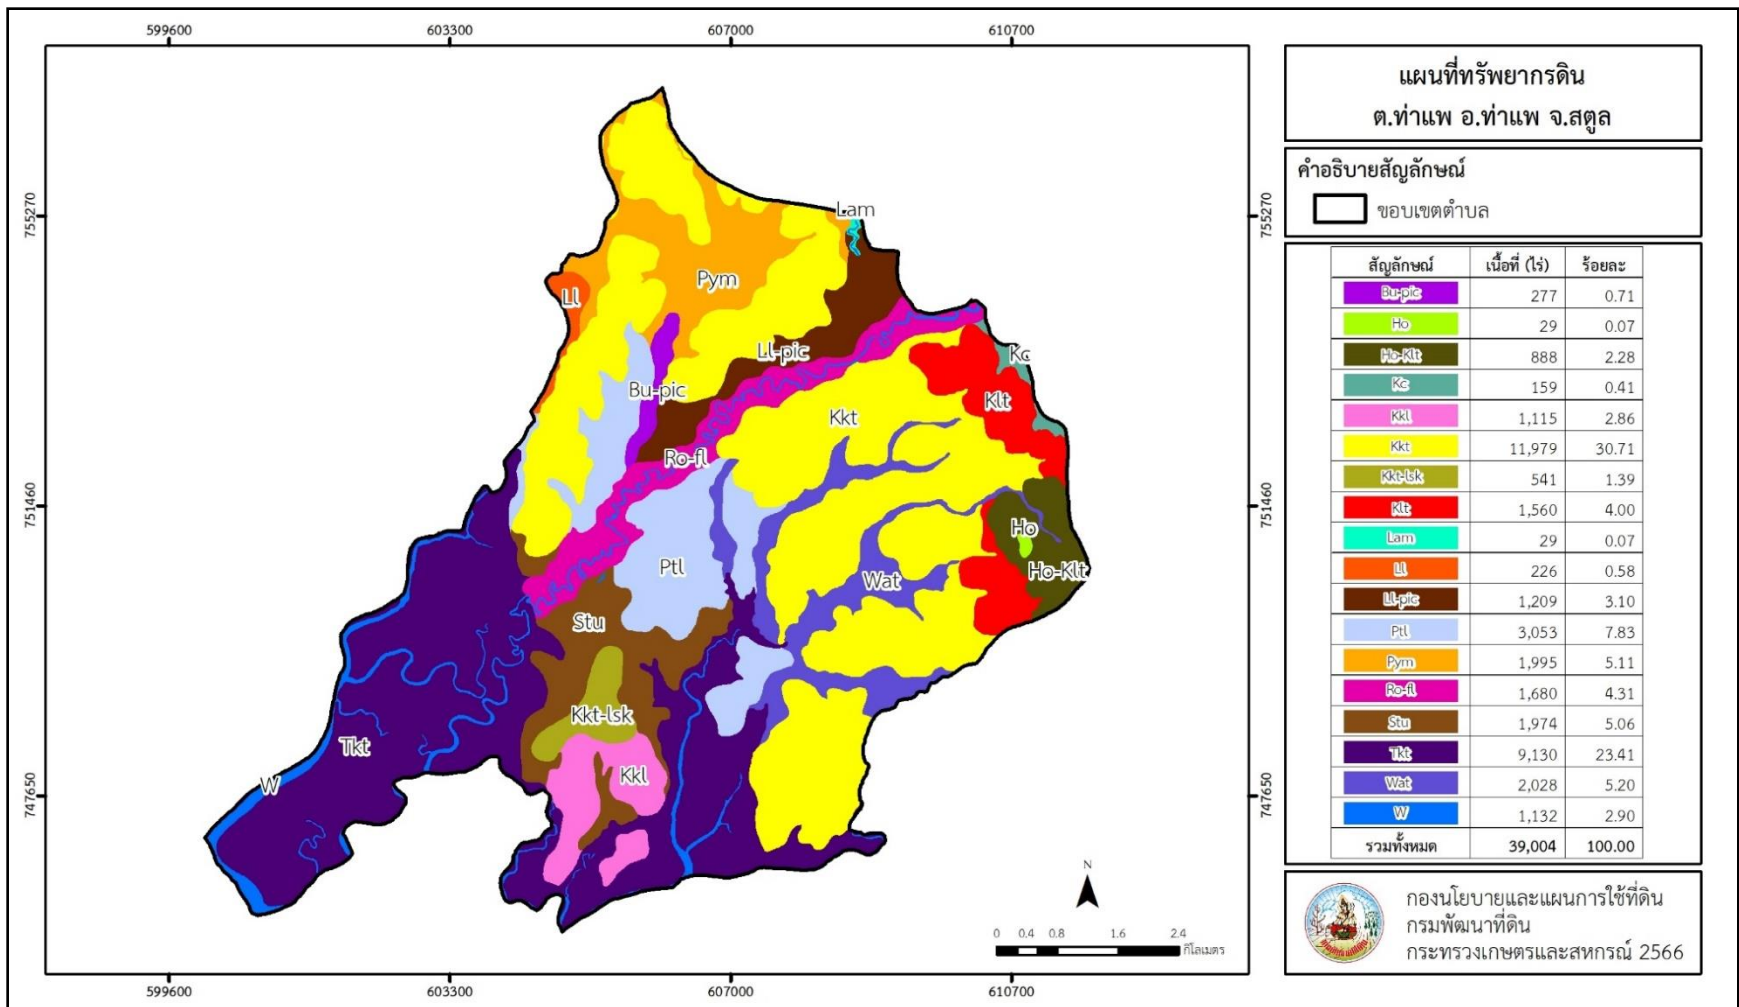 599600
603300
607000
610700
755270
751460
747650
755270
751460
747650
599600
603300
607000
610700
Lam
Pym
Ll
Ll-pic
Kc
Bu-pic
Klt
Kkt
Ro-fl
Ho
Ptl
Ho-Klt
Wat
Stu
Kkt-lsk
Tkt
Kkl
W
N
0 0.4 0.8 1.6 2.4
กิโลเมตร
แผนที่ทรัพยากรดิน
ต.ท่าแพ อ.ท่าแพ จ.สตูล
คำอธิบายสัญลักษณ์
ขอบเขตตำบล
สัญลักษณ์ เนื้อที่ (ไร่) ร้อยละ
Bu-pic 277 0.71
Ho 29 0.07
Ho-Klt 888 2.28
Kc 159 0.41
Kkl 1,115 2.86
Kkt 11,979 30.71
Kkt-lsk 541 1.39
Klt 1,560 4.00
Lam 29 0.07
Ll 226 0.58
Ll-pic 1,209 3.10
Ptl 3,053 7.83
Pym 1,995 5.11
Ro-fl 1,680 4.31
Stu 1,974 5.06
Tkt 9,130 23.41
Wat 2,028 5.20
W 1,132 2.90
รวมทั้งหมด 39,004 100.00
กองนโยบายและแผนการใช้ที่ดิน
กรมพัฒนาที่ดิน
กระทรวงเกษตรและสหกรณ์ 2566